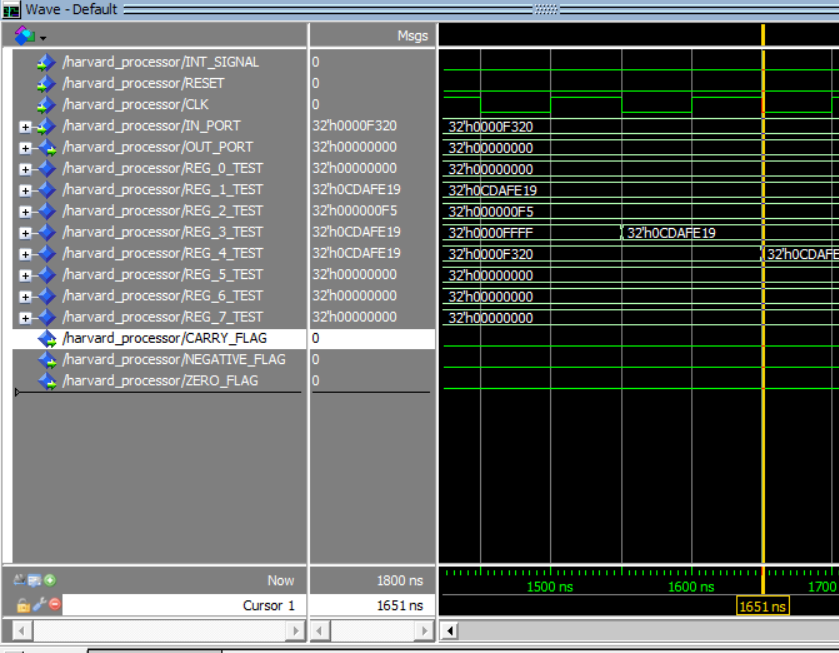 Wave - Default
Msgs
/harvard_processor/INT_SIGNAL 0
/harvard_processor/RESET 0
/harvard_processor/CLK 0
/harvard_processor/IN_PORT 32'h0000F320 32'h0000F320
/harvard_processor/OUT_PORT 32'h00000000 32'h00000000
/harvard_processor/REG_0_TEST 32'h00000000 32'h00000000
/harvard_processor/REG_1_TEST 32'h0CDAFE19 32'h0CDAFE19
/harvard_processor/REG_2_TEST 32'h000000F5 32'h000000F5
/harvard_processor/REG_3_TEST 32'h0CDAFE19 32'h0000FFFF 32'h0CDAFE19
/harvard_processor/REG_4_TEST 32'h0CDAFE19 32'h0000F320 32'h0CDAFE
/harvard_processor/REG_5_TEST 32'h00000000 32'h00000000
/harvard_processor/REG_6_TEST 32'h00000000 32'h00000000
/harvard_processor/REG_7_TEST 32'h00000000 32'h00000000
/harvard_processor/CARRY_FLAG 0
/harvard_processor/NEGATIVE_FLAG 0
/harvard_processor/ZERO_FLAG 0
Now 1800 ns 1500 ns 1600 ns 1700
Cursor 1 1651 ns 1651 ns